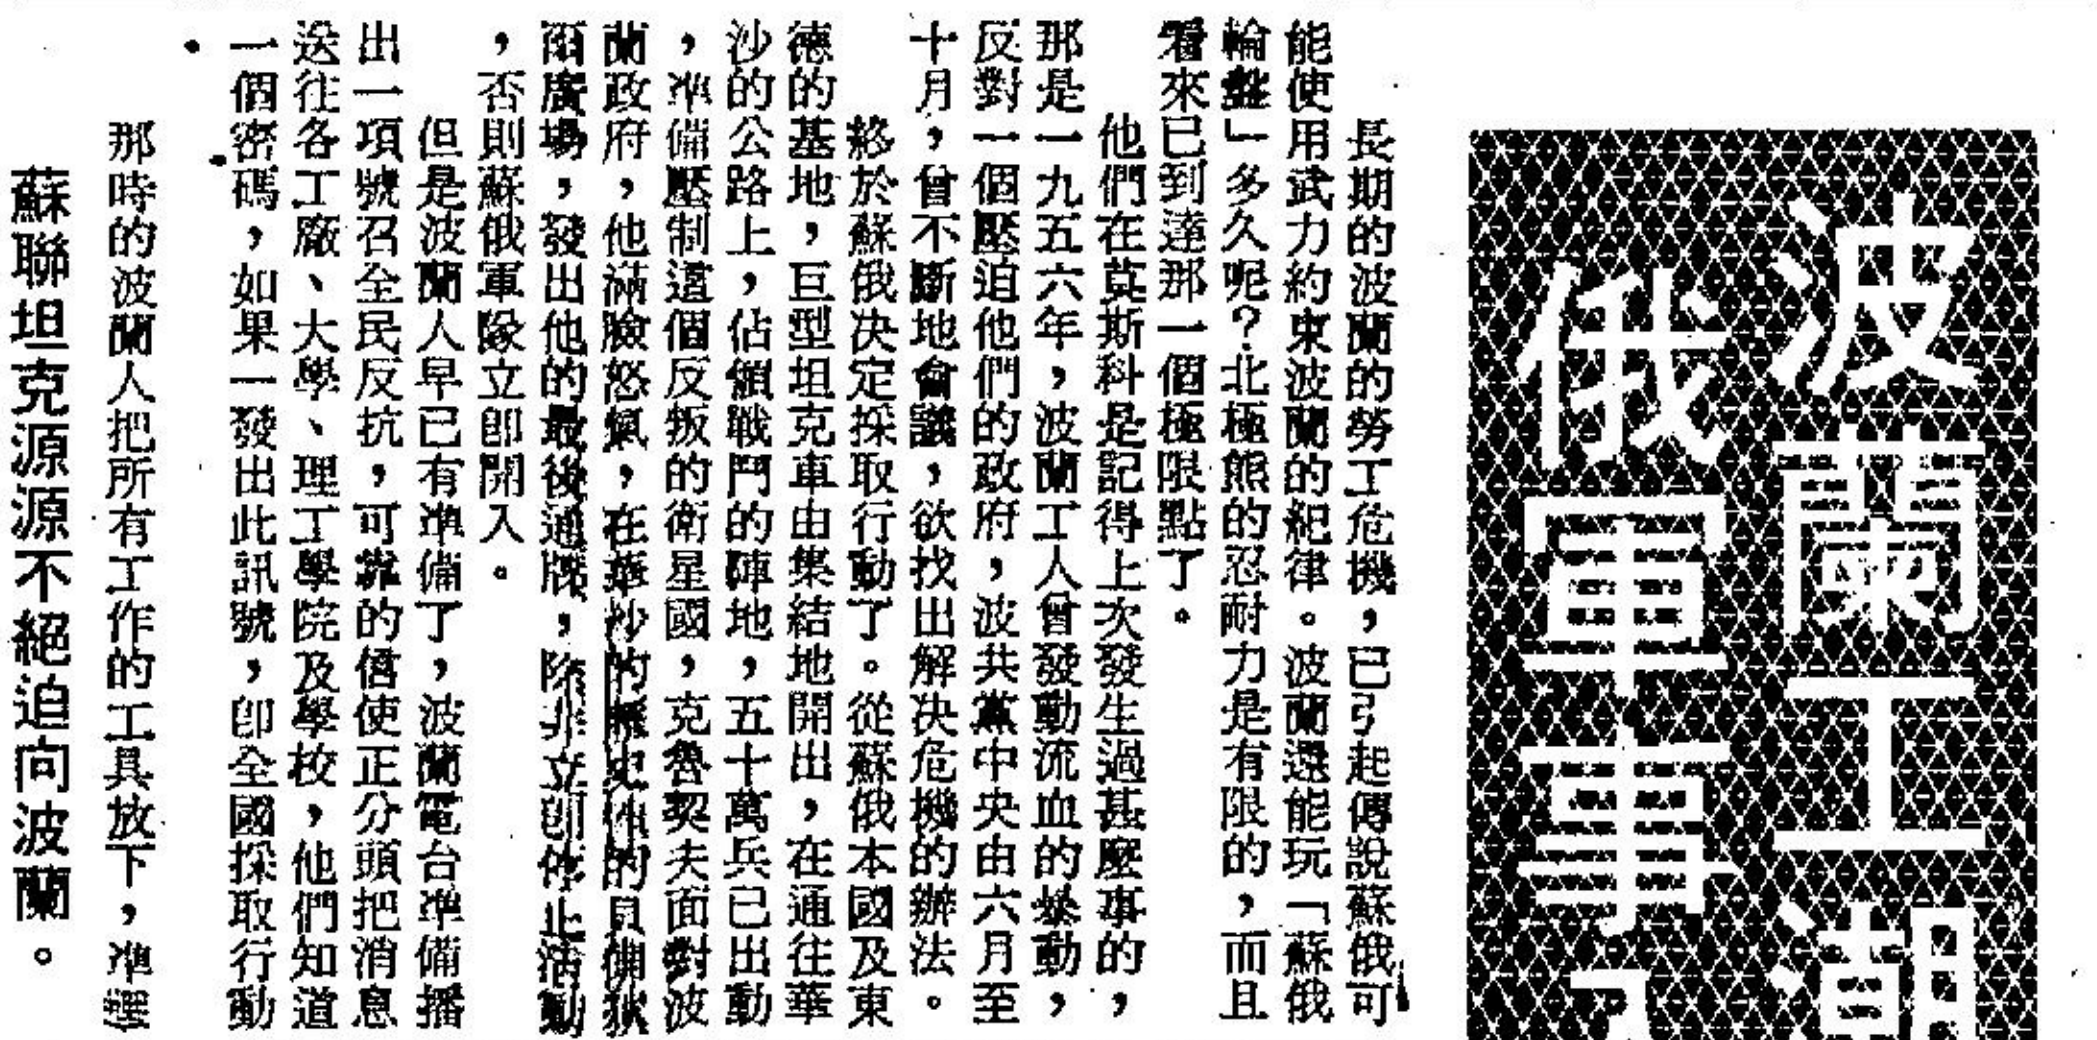 波蘭工潮
俄軍事
長期的波蘭的勞工危機，已引起傳說蘇俄可
能使用武力約束波蘭的紀律。波蘭還能玩「蘇俄
輪盤」多久呢？北極熊的忍耐力是有限的，而且
看來已到達那一個極限點了。
他們在莫斯科是記得上次發生過甚麼事的，
那是一九五六年，波蘭工人曾發動流血的暴動，
反對一個壓迫他們的政府，波共黨中央由六月至
十月，曾不斷地會議，欲找出解决危機的辦法。
終於蘇俄决定採取行動了。從蘇俄本國及東
德的基地，巨型坦克車由集結地開出，在通往華
沙的公路上，佔領戰鬥的陣地，五十萬兵已出動
，準備壓制這個反叛的衛星國，克魯契夫面對波
蘭政府，他滿臉怒氣，在華沙的歷史性的貝佛狄
爾廣場，發出他的最後通牒，除非立即停止活動
，否則蘇俄軍隊立即開入。
但是波蘭人早已有準備了，波蘭電台準備播
出一項號召全民反抗，可靠的信使正分頭把消息
送往各工廠、大學、理工學院及學校，他們知道
一個密碼，如果一發出此訊號，即全國採取行動
。
那時的波蘭人把所有工作的工具放下，準
蘇聯坦克源源不絕迫向波蘭。